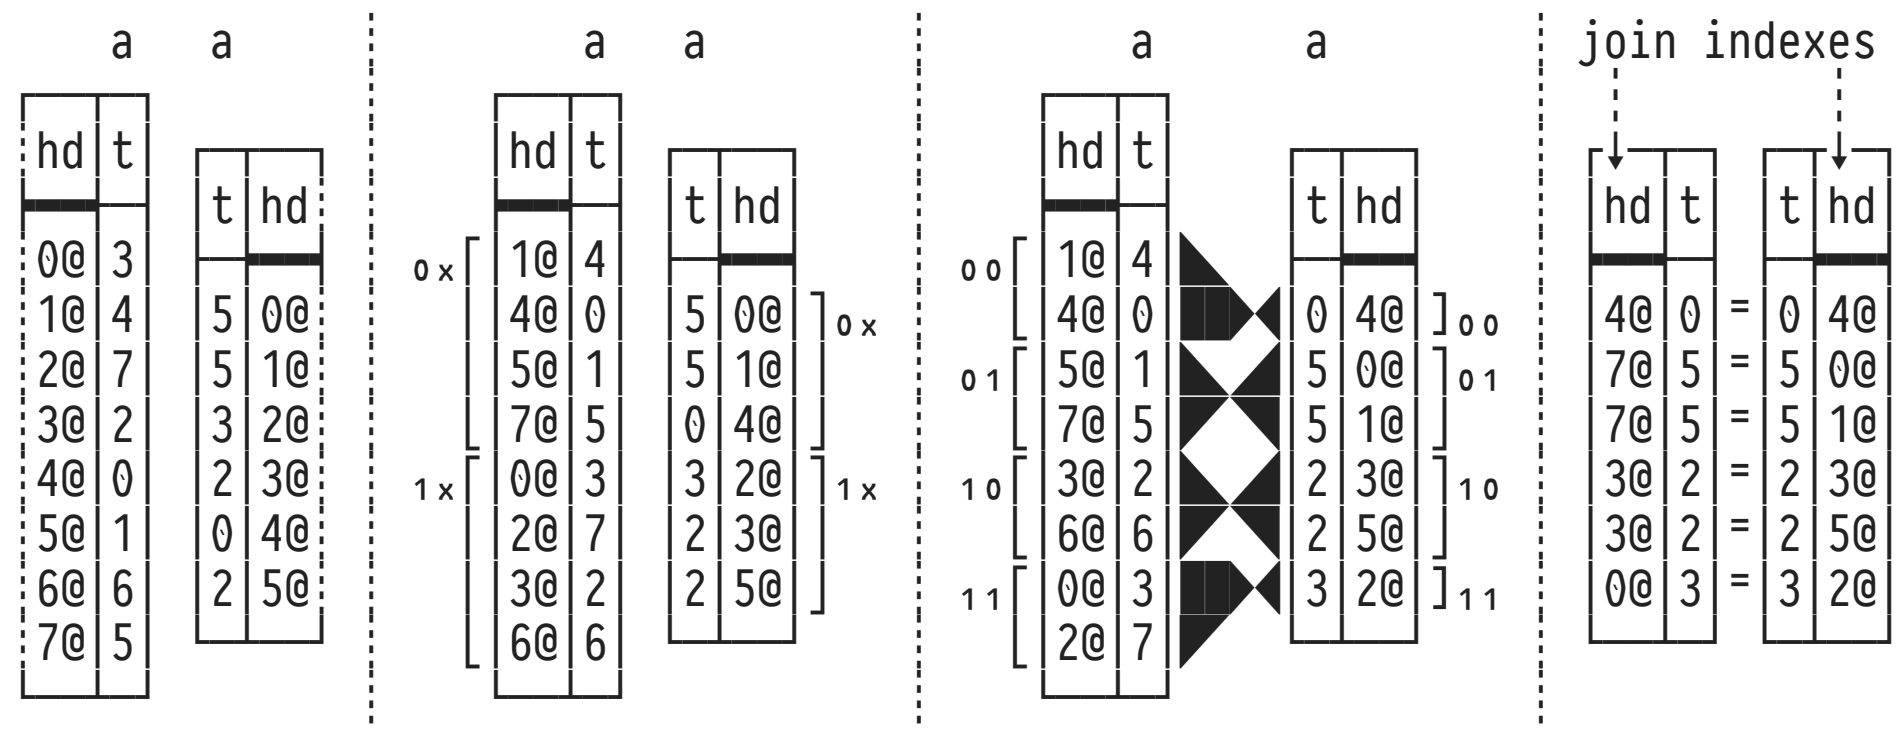 a a a a a a join indexes
hd t hd t hd t
t hd t hd t hd hd t t hd
0@ 3 0x 1@ 4 00 1@ 4
1@ 4 5 0@ 4@ 0 5 0@ 0x 4@ 0 0 4@ 00 4@ 0 = 0 4@
2@ 7 5 1@ 5@ 1 5 1@ 01 5@ 1 5 0@ 01 7@ 5 = 5 0@
3@ 2 3 2@ 7@ 5 0 4@ 7@ 5 5 1@ 7@ 5 = 5 1@
4@ 0 2 3@ 1x 0@ 3 3 2@ 1x 10 3@ 2 2 3@ 10 3@ 2 = 2 3@
5@ 1 0 4@ 2@ 7 2 3@ 6@ 6 2 5@ 3@ 2 = 2 5@
6@ 6 2 5@ 3@ 2 2 5@ 11 0@ 3 3 2@ 11 0@ 3 = 3 2@
7@ 5 6@ 6 2@ 7